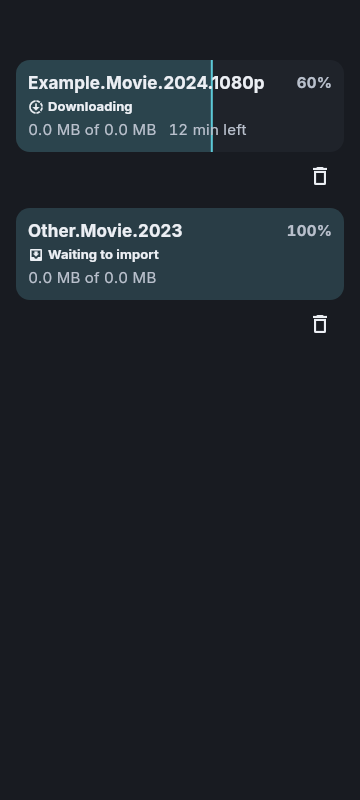 Example.Movie.2024.1080p 60%
Downloading
0.0 MB of 0.0 MB 12 min left
Other.Movie.2023 100%
Waiting to import
0.0 MB of 0.0 MB